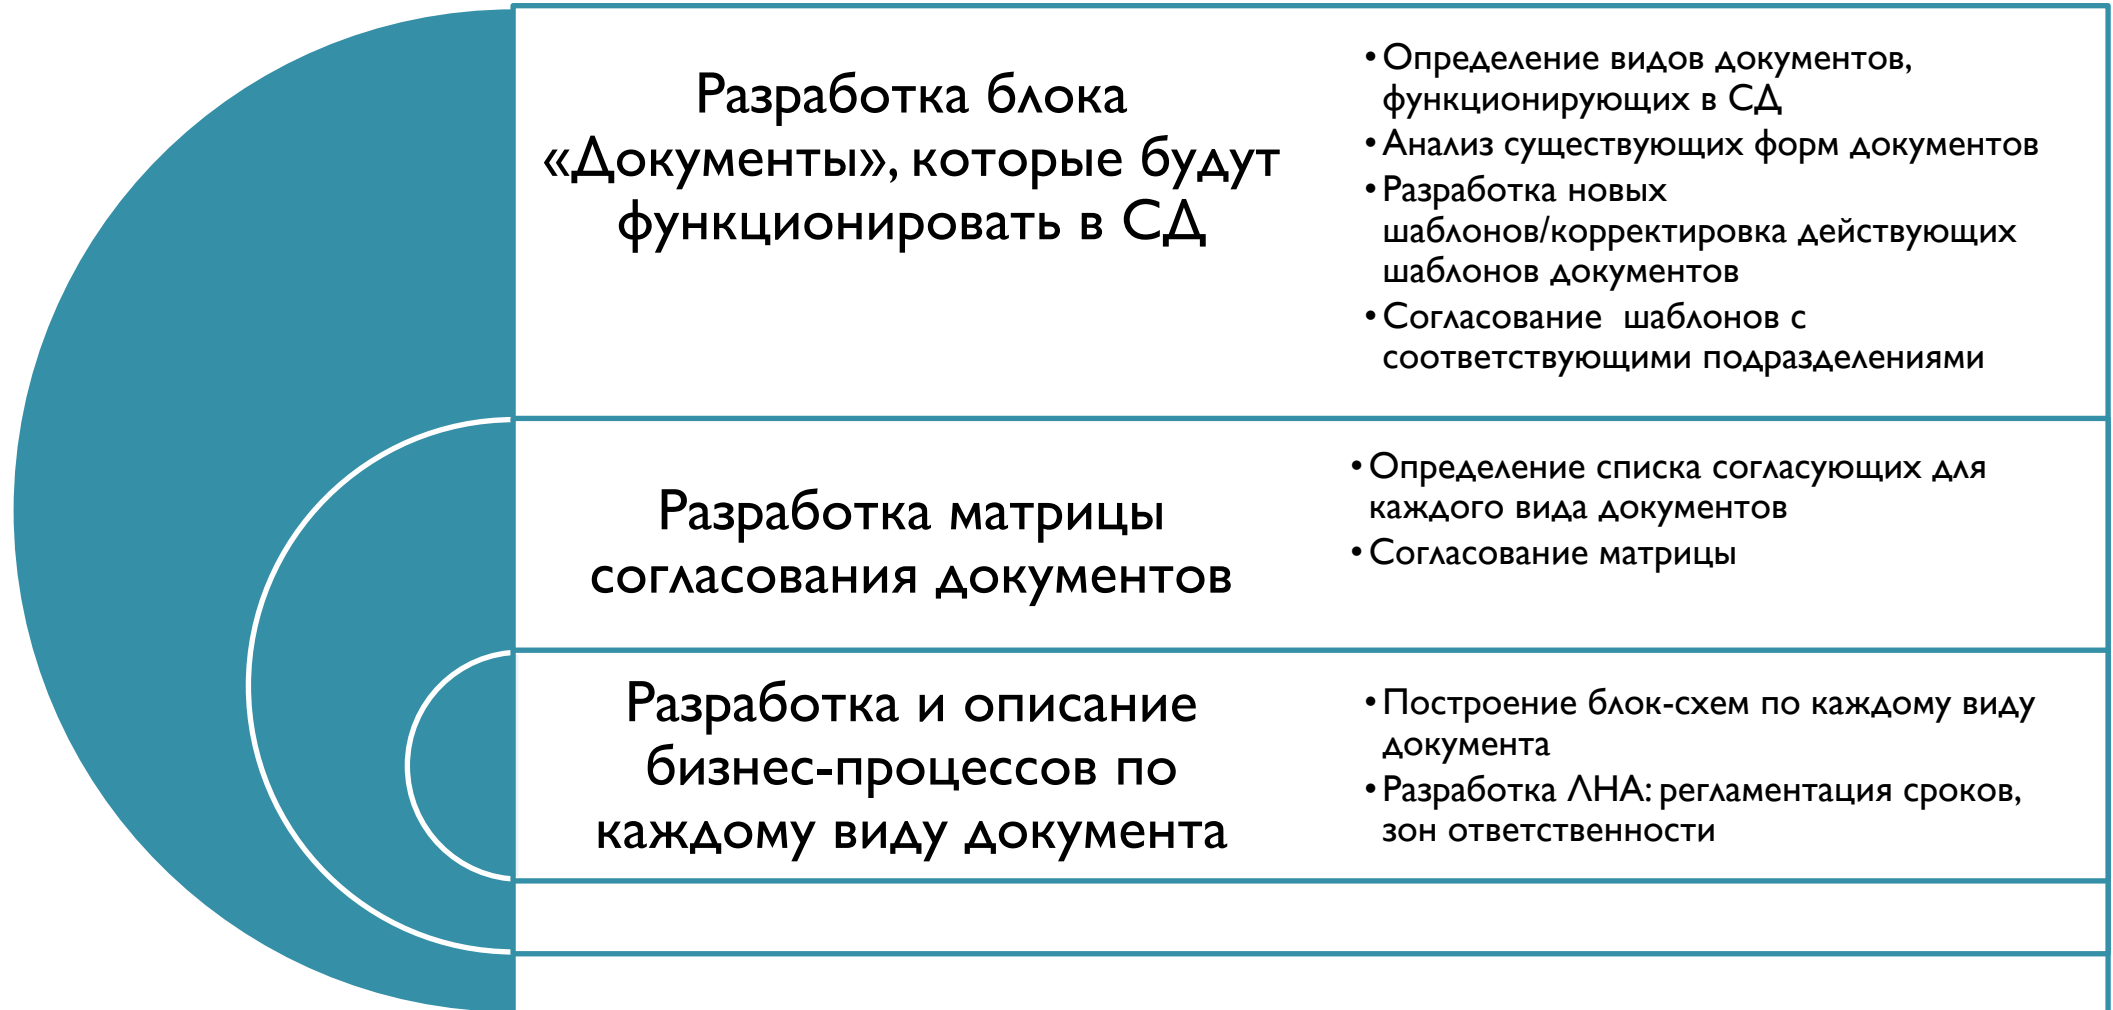 Разработка блока
«Документы», которые будут
функционировать в СД
•Определение видов документов,
функционирующих в СД
•Анализ существующих форм документов
•Разработка новых
шаблонов/корректировка действующих
шаблонов документов
•Согласование  шаблонов с
соответствующими подразделениями
Разработка матрицы
согласования документов
•Определение списка согласующих для
каждого вида документов
•Согласование матрицы
Разработка и описание
бизнес-процессов по
каждому виду документа
•Построение блок-схем по каждому виду
документа
•Разработка ЛНА: регламентация сроков,
зон ответственности